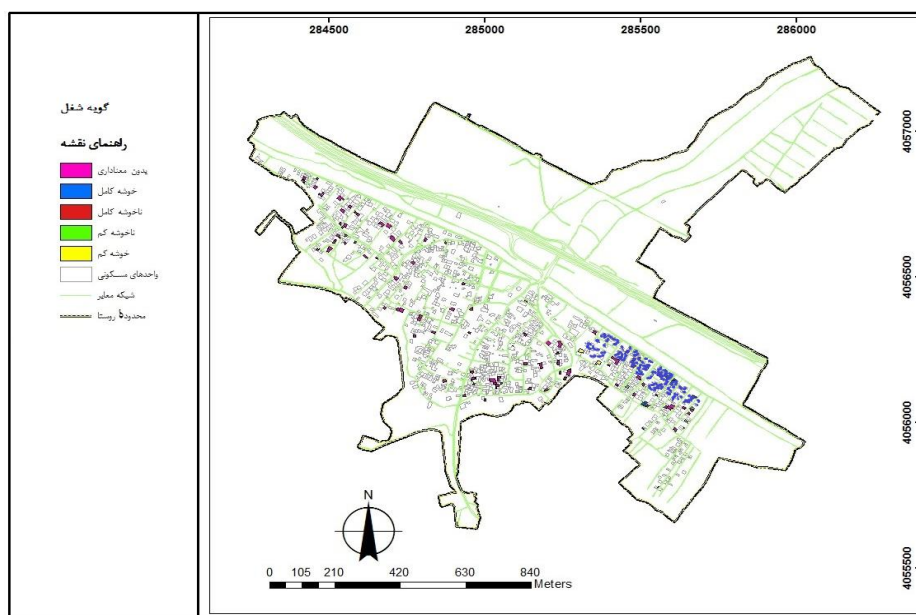 گویه شغل
راهنمای نقشه
بدون معناداری
خوشه کامل
ناخوشه کامل
ناخوشه کم
خوشه کم
واحدهای مسکونی
شبکه معابر
محدودهٔ روستا
284500 285000 285500 286000
4057000
4056500
4056000
4055500
N
0 105 210 420 630 840
Meters